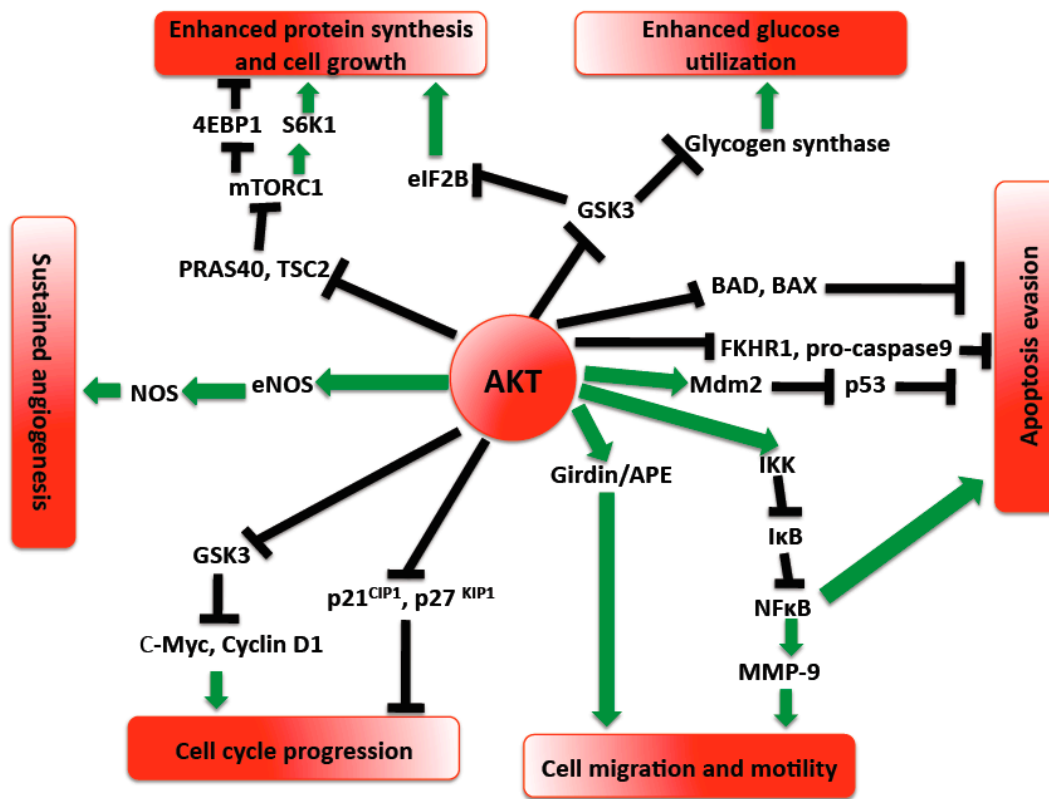 Enhanced protein synthesis
and cell growth
Enhanced glucose
utilization
4EBP1
S6K1
Glycogen synthase
mTORC1
eIF2B
GSK3
PRAS40, TSC2
BAD, BAX
FKHR1, pro-caspase9
Sustained angiogenesis
NOS
eNOS
AKT
Mdm2
p53
Apoptosis evasion
Girdin/APE
IKK
IκB
GSK3
p21CIP1, p27 KIP1
NFκB
C-Myc, Cyclin D1
MMP-9
Cell cycle progression
Cell migration and motility